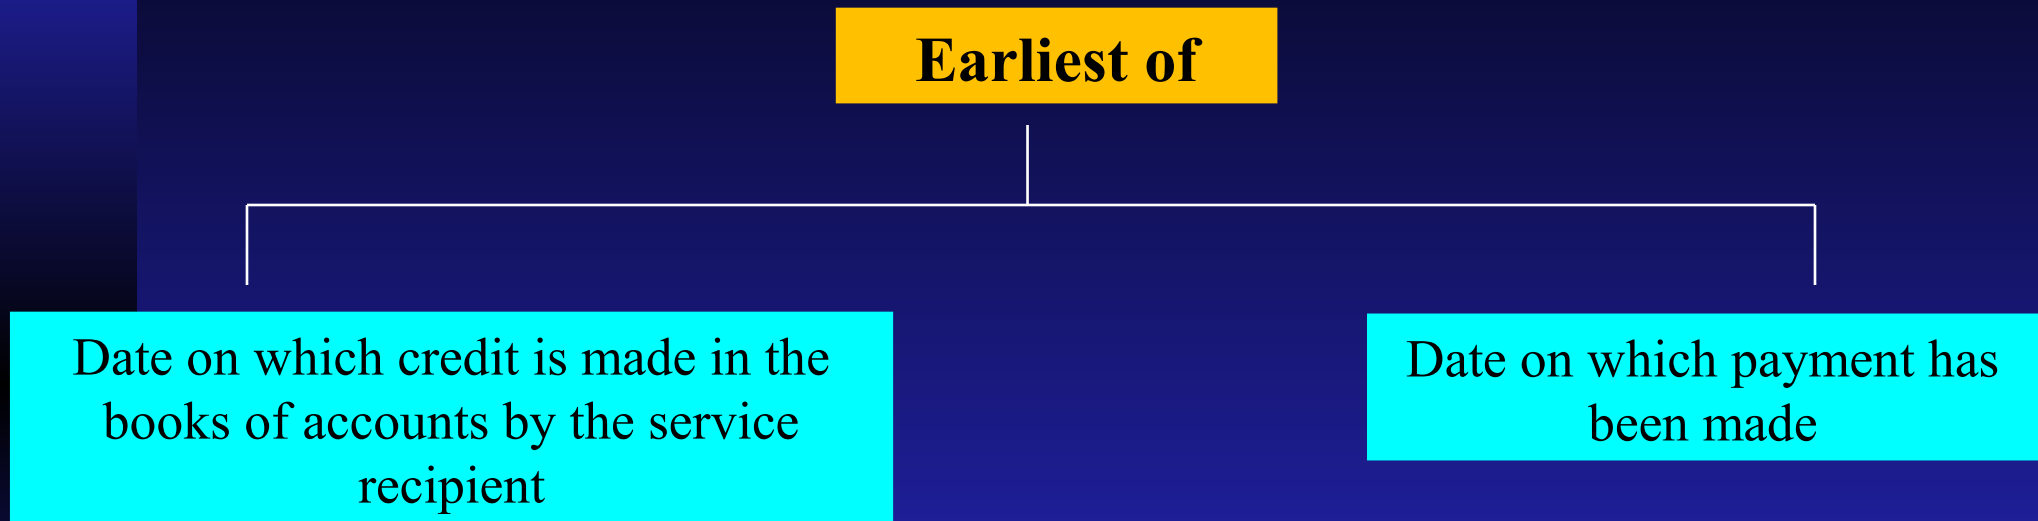 Earliest of
Date on which credit is made in the
books of accounts by the service
recipient
Date on which payment has
been made